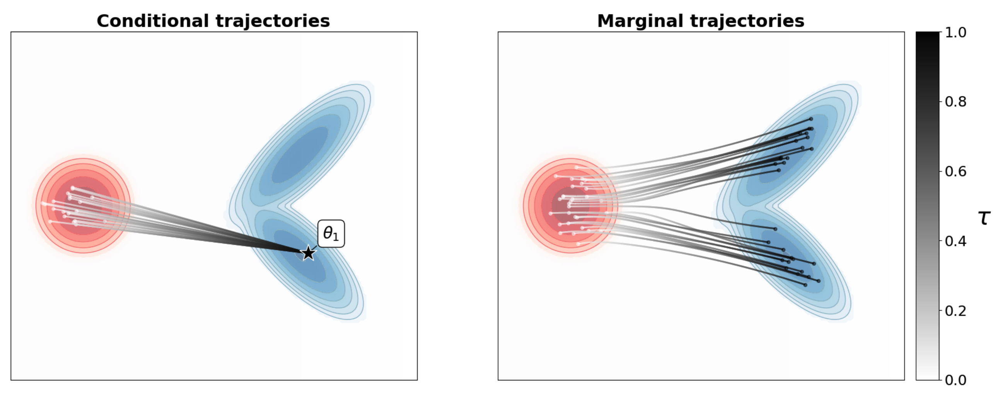 Conditional trajectories
θ₁
Marginal trajectories
1.0
0.8
0.6
0.4
0.2
0.0
τ